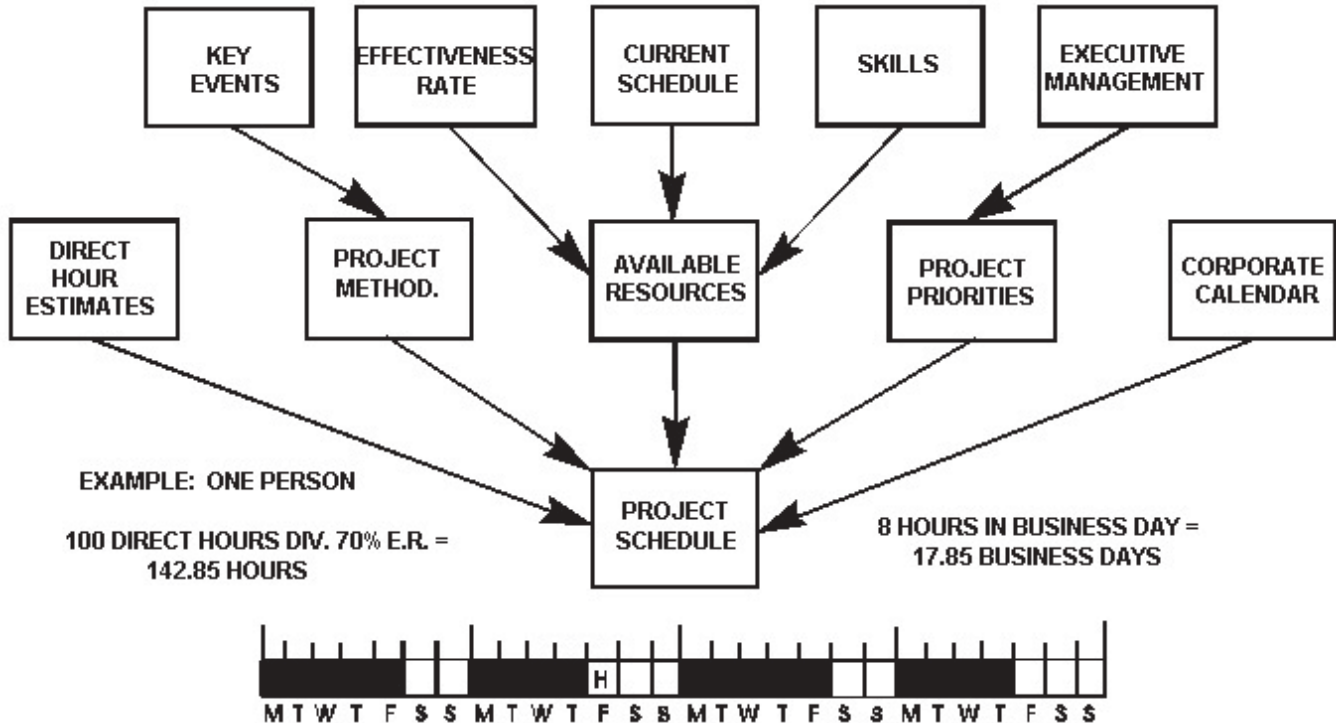 KEY
EVENTS
EFFECTIVENESS
RATE
CURRENT
SCHEDULE
SKILLS
EXECUTIVE
MANAGEMENT
DIRECT
HOUR
ESTIMATES
PROJECT
METHOD.
AVAILABLE
RESOURCES
PROJECT
PRIORITIES
CORPORATE
CALENDAR
EXAMPLE: ONE PERSON
100 DIRECT HOURS DIV. 70% E.R. =
142.85 HOURS
PROJECT
SCHEDULE
8 HOURS IN BUSINESS DAY =
17.85 BUSINESS DAYS
H
M T W T F S S M T W T F S S M T W T F S S M T W T F S S